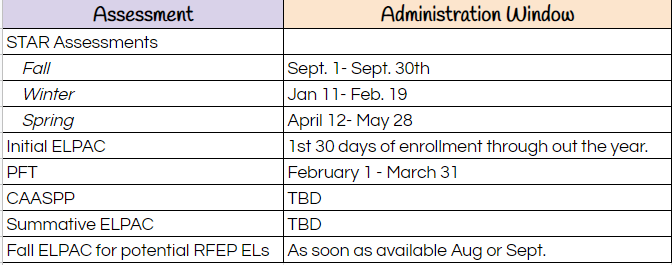 Assessment Administration Window
STAR Assessments
Fall Sept. 1- Sept. 30th
Winter Jan 11- Feb. 19
Spring April 12- May 28
Initial ELPAC 1st 30 days of enrollment through out the year.
PFT February 1 - March 31
CAASPP TBD
Summative ELPAC TBD
Fall ELPAC for potential RFEP ELs As soon as available Aug or Sept.